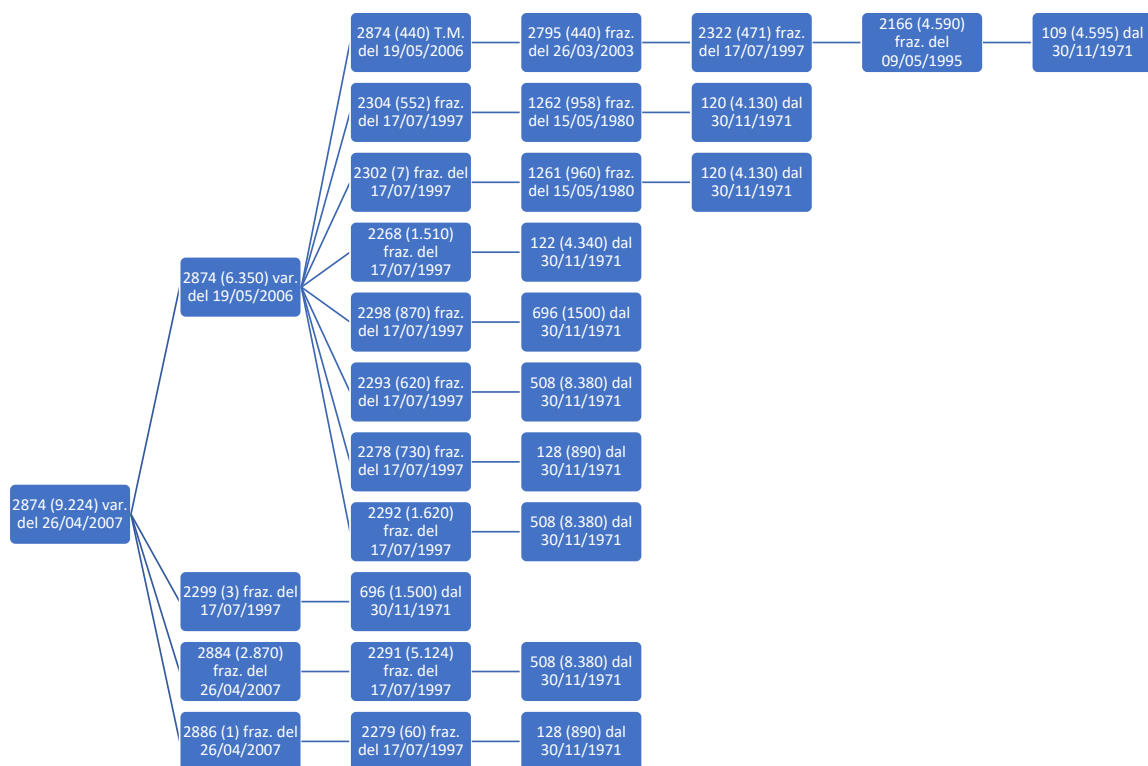 2874 (440) T.M.
del 19/05/2006
2795 (440) fraz.
del 26/03/2003
2322 (471) fraz.
del 17/07/1997
2166 (4.590)
fraz. del
09/05/1995
109 (4.595) dal
30/11/1971
2304 (552) fraz.
del 17/07/1997
1262 (958) fraz.
del 15/05/1980
120 (4.130) dal
30/11/1971
2302 (7) fraz. del
17/07/1997
1261 (960) fraz.
del 15/05/1980
120 (4.130) dal
30/11/1971
2268 (1.510)
fraz. del
17/07/1997
122 (4.340) dal
30/11/1971
2874 (6.350) var.
del 19/05/2006
2298 (870) fraz.
del 17/07/1997
696 (1500) dal
30/11/1971
2293 (620) fraz.
del 17/07/1997
508 (8.380) dal
30/11/1971
2278 (730) fraz.
del 17/07/1997
128 (890) dal
30/11/1971
2874 (9.224) var.
del 26/04/2007
2292 (1.620)
fraz. del
17/07/1997
508 (8.380) dal
30/11/1971
2299 (3) fraz. del
17/07/1997
696 (1.500) dal
30/11/1971
2884 (2.870)
fraz. del
26/04/2007
2291 (5.124)
fraz. del
17/07/1997
508 (8.380) dal
30/11/1971
2886 (1) fraz. del
26/04/2007
2279 (60) fraz.
del 17/07/1997
128 (890) dal
30/11/1971